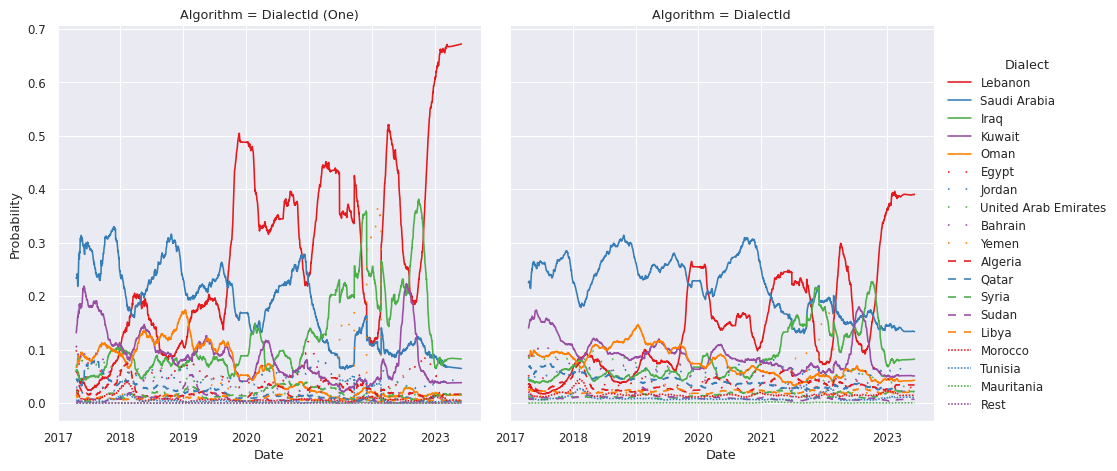 Algorithm = DialectId (One)
Algorithm = DialectId
Probability
0.7
0.6
0.5
0.4
0.3
0.2
0.1
0.0
2017 2018 2019 2020 2021 2022 2023
Date
2017 2018 2019 2020 2021 2022 2023
Date
Dialect
Lebanon
Saudi Arabia
Iraq
Kuwait
Oman
Egypt
Jordan
United Arab Emirates
Bahrain
Yemen
Algeria
Qatar
Syria
Sudan
Libya
Morocco
Tunisia
Mauritania
Rest